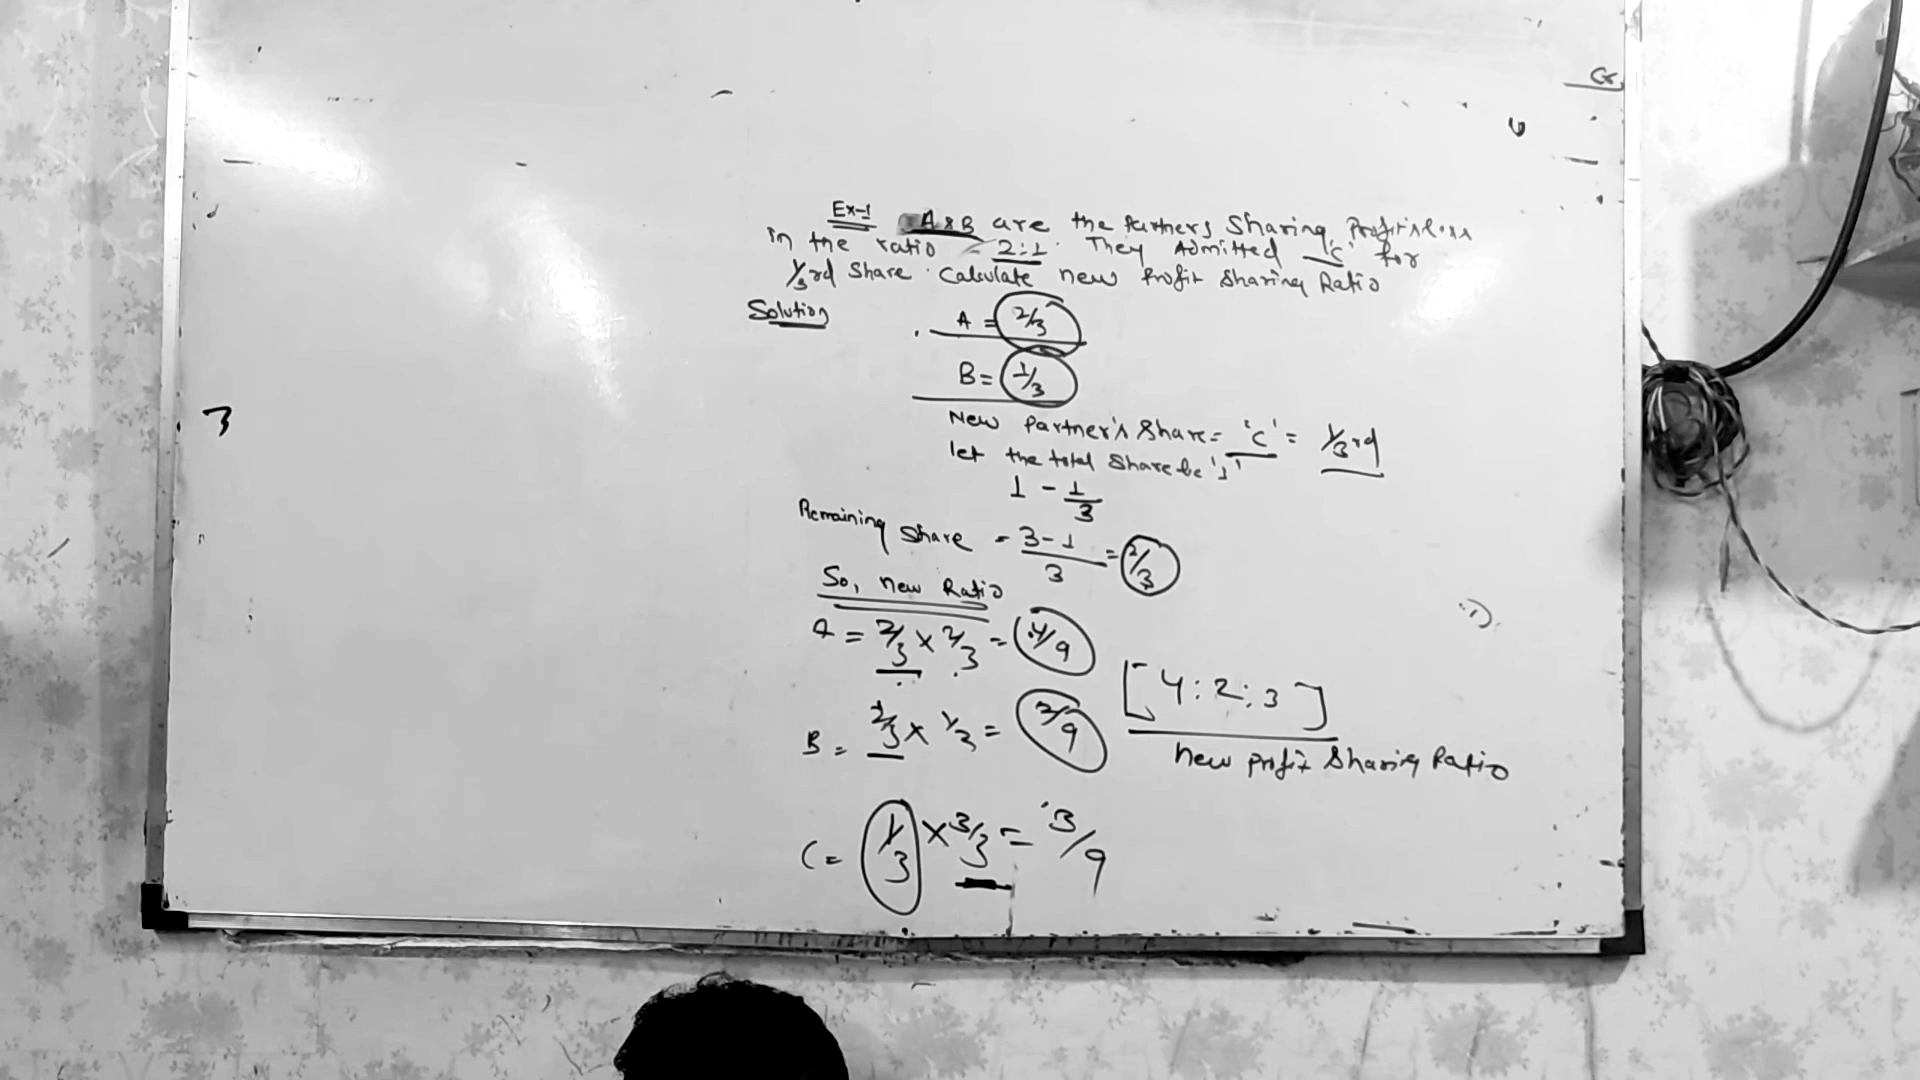 Ex-1 A & B are the Partners Sharing Profit & loss
in the ratio = 2:1. They Admitted 'C' for
1/3rd Share. Calculate new Profit Sharing Ratio
Solution
A = 2/3
B = 1/3
New Partner's Share = 'C' = 1/3rd
let the total Share be '1'
1 - 1/3
Remaining Share = 3-1/3 = 2/3
So, new Ratio
A = 2/3 x 2/3 = 4/9
[4:2:3]
B = 2/3 x 1/3 = 2/9
new profit Sharing Ratio
C = 1/3 x 3/3 = 3/9
3